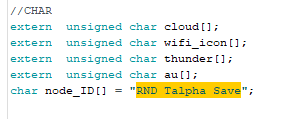 //CHAR
extern  unsigned char cloud[];
extern  unsigned char wifi_icon[];
extern  unsigned char thunder[];
extern  unsigned char au[];
char node_ID[] = "RND Talpha Save";